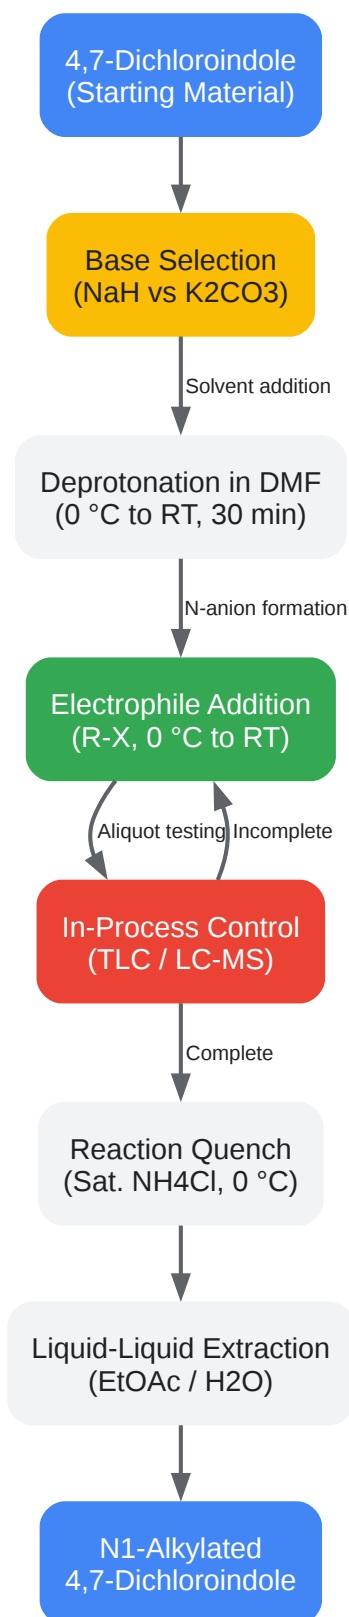 4,7-Dichloroindole
(Starting Material)
Base Selection
(NaH vs K2CO3)
Solvent addition
Deprotonation in DMF
(0 °C to RT, 30 min)
N-anion formation
Electrophile Addition
(R-X, 0 °C to RT)
Aliquot testing
Incomplete
In-Process Control
(TLC / LC-MS)
Complete
Reaction Quench
(Sat. NH4Cl, 0 °C)
Liquid-Liquid Extraction
(EtOAc / H2O)
N1-Alkylated
4,7-Dichloroindole